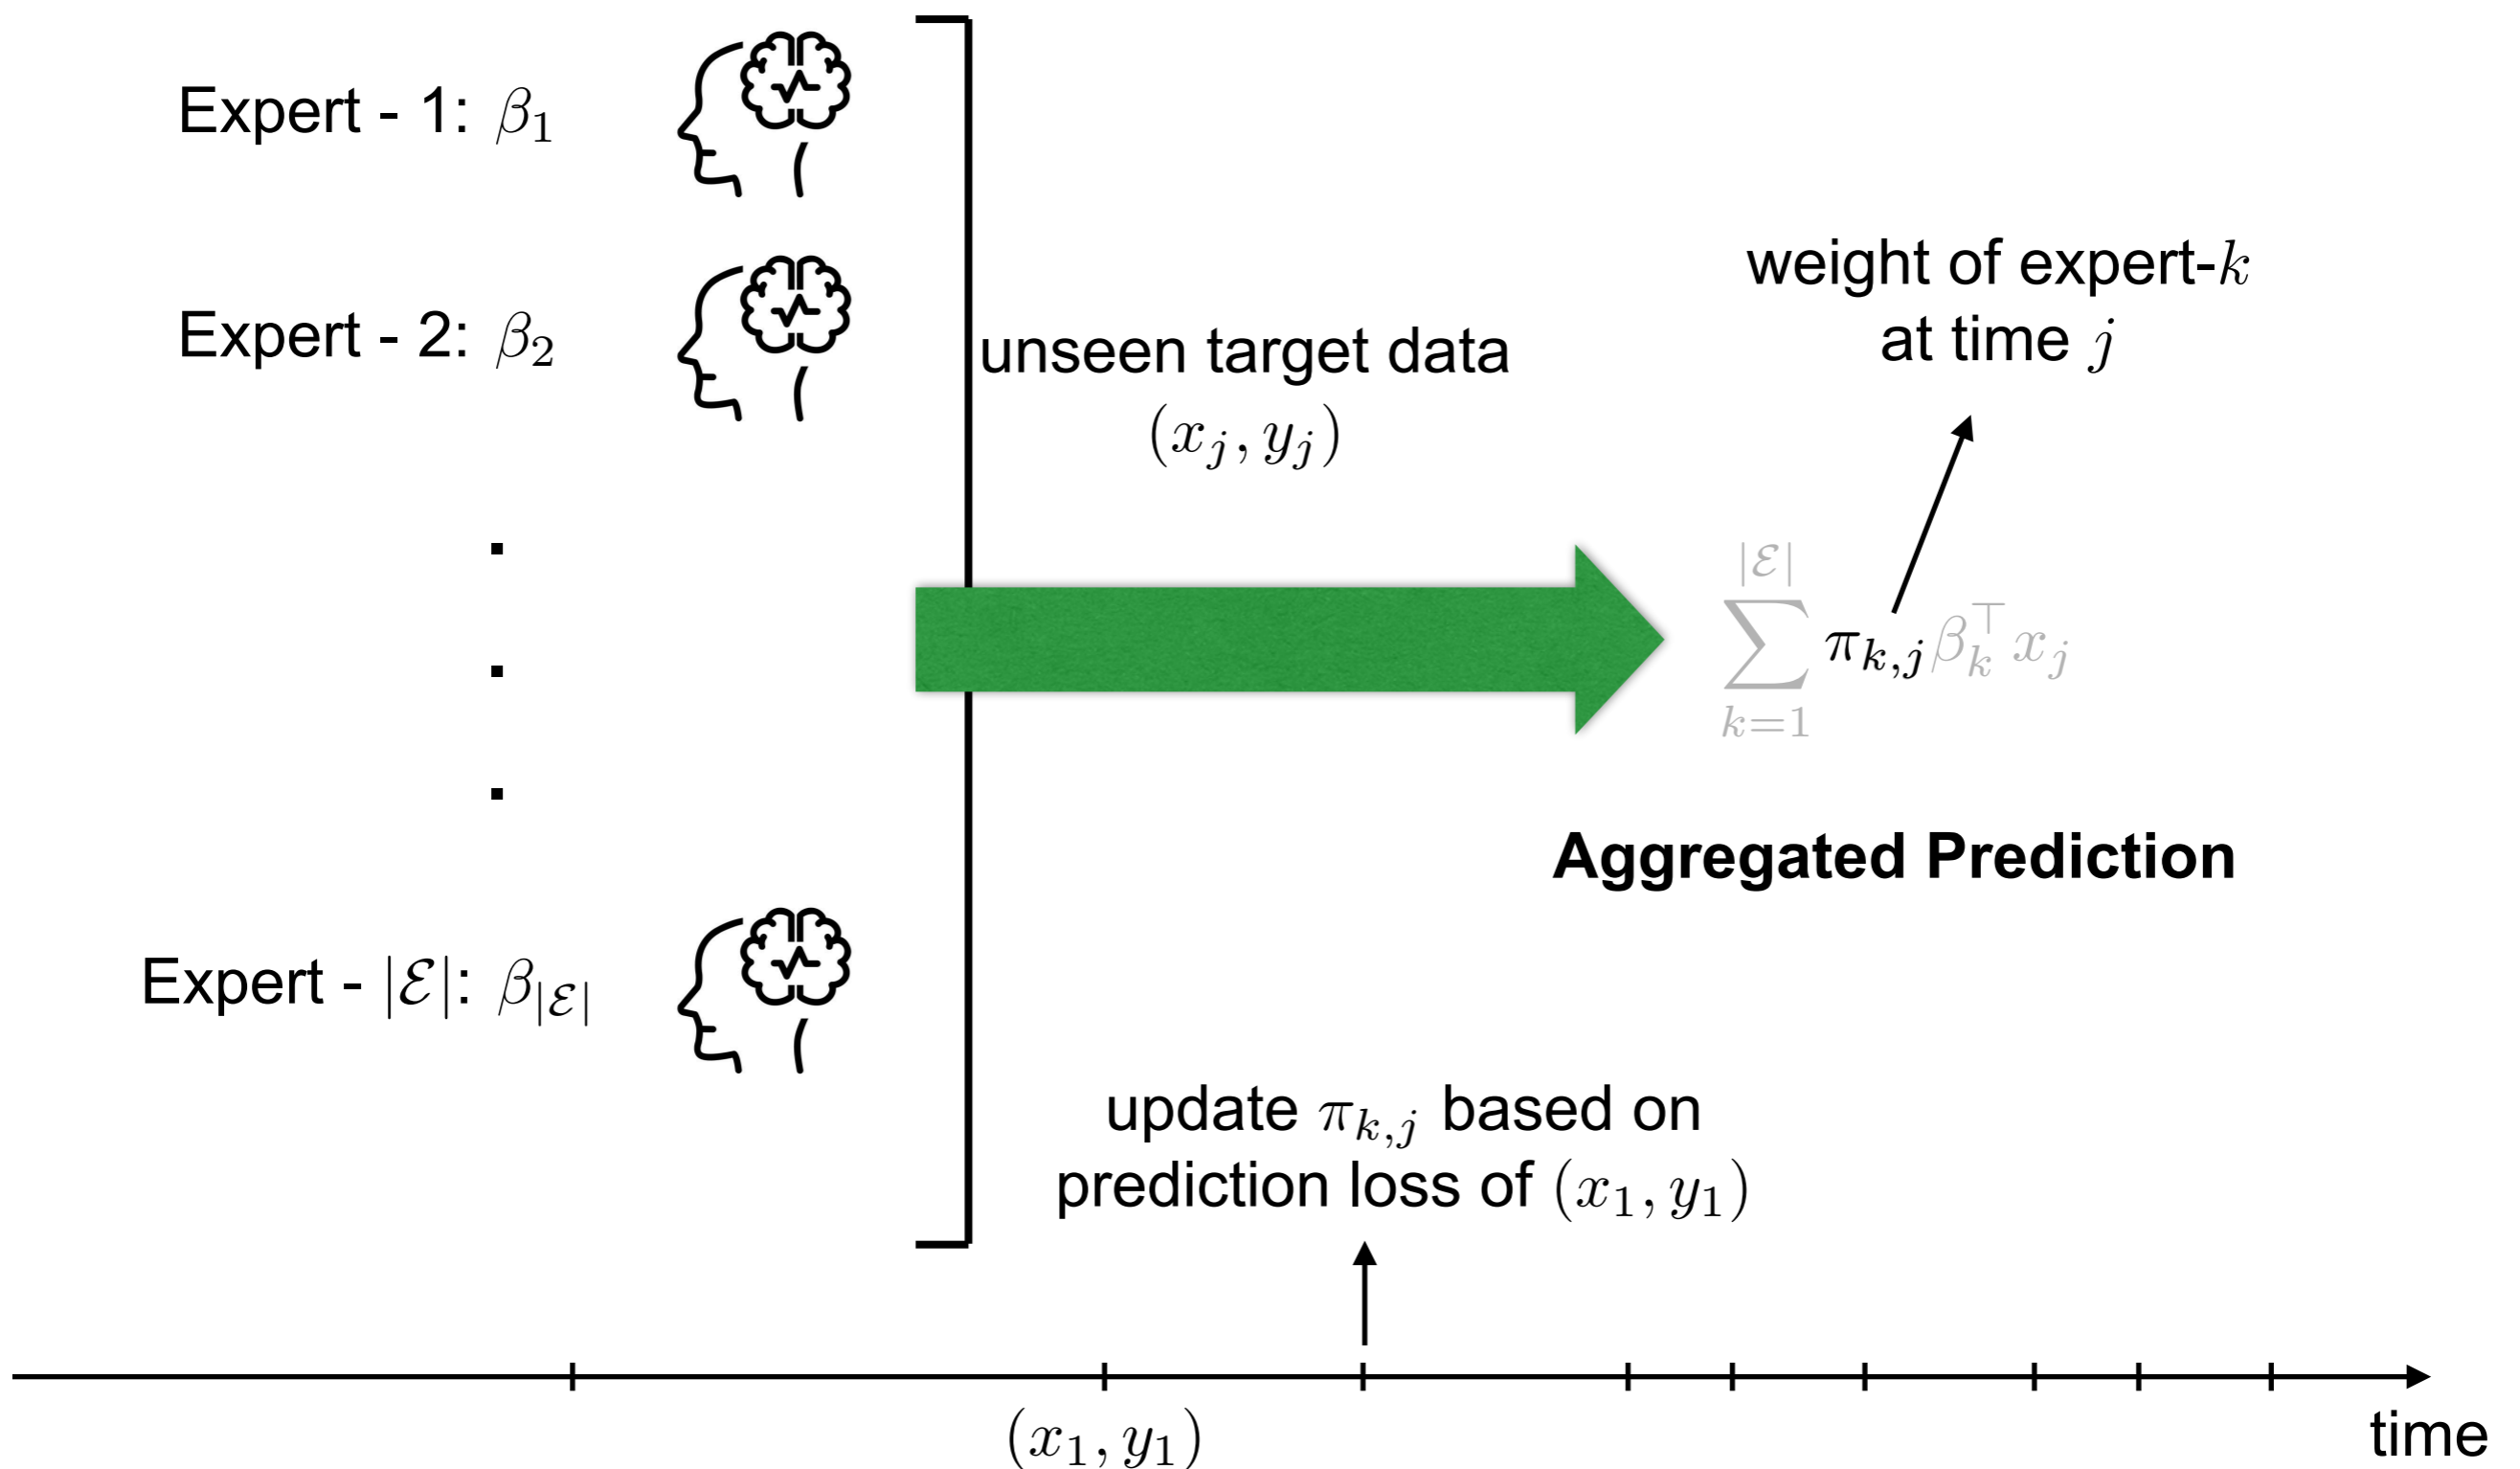 Expert - 1: β₁
Expert - 2: β₂
.
.
.
Expert - |ℰ|: β_{|ℰ|}
unseen target data
(x_j, y_j)
weight of expert-k
at time j
∑_{k=1}^{|ℰ|} π_{k,j} β_k^⊤ x_j
Aggregated Prediction
update π_{k,j} based on
prediction loss of (x₁, y₁)
(x₁, y₁)
time